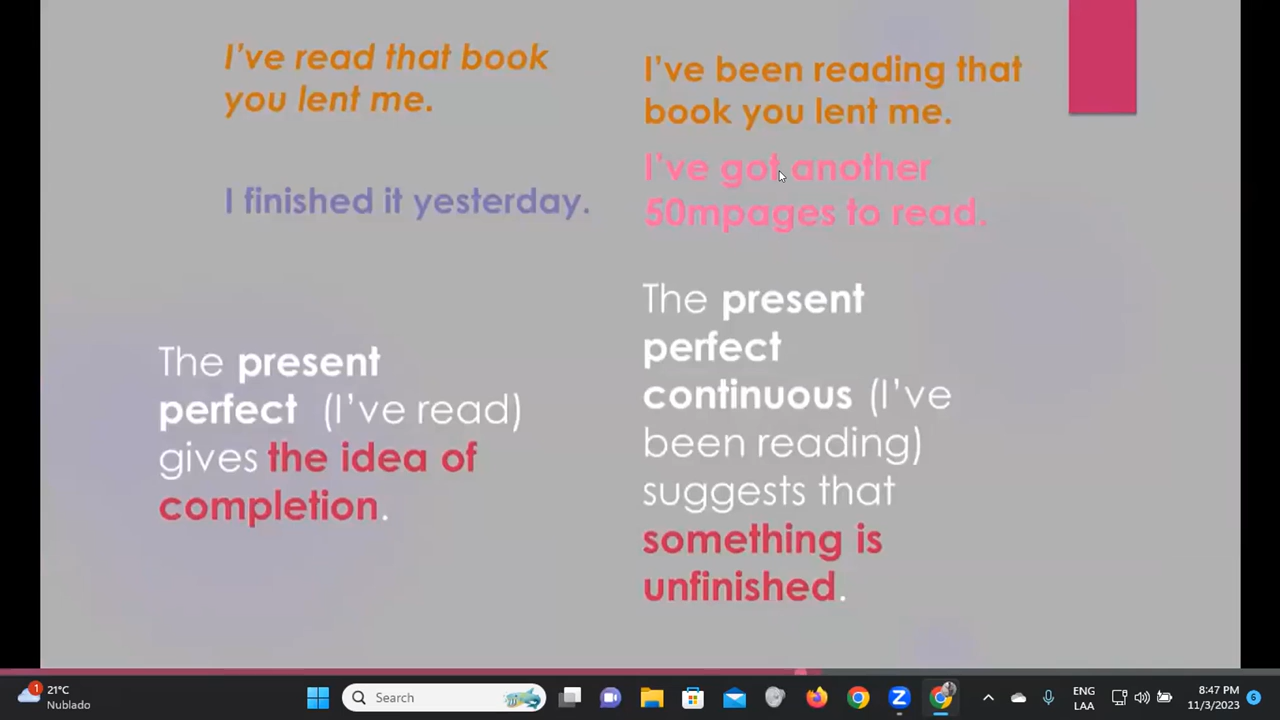 I've read that book
you lent me.
I finished it yesterday.
The present
perfect (I've read)
gives the idea of
completion.
I've been reading that
book you lent me.
I've got another
50mpages to read.
The present
perfect
continuous (I've
been reading)
suggests that
something is
unfinished.
1
21°C
Nublado
Search
ENG
LAA
8:47 PM
11/3/2023
6